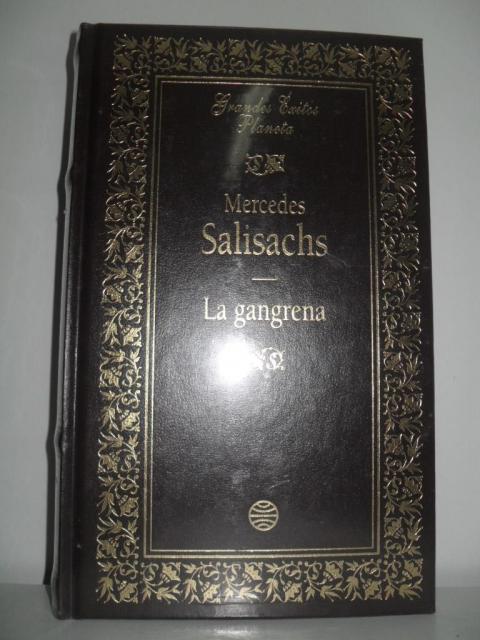 Grandes Éxitos
Planeta
Mercedes
Salisachs
La gangrena